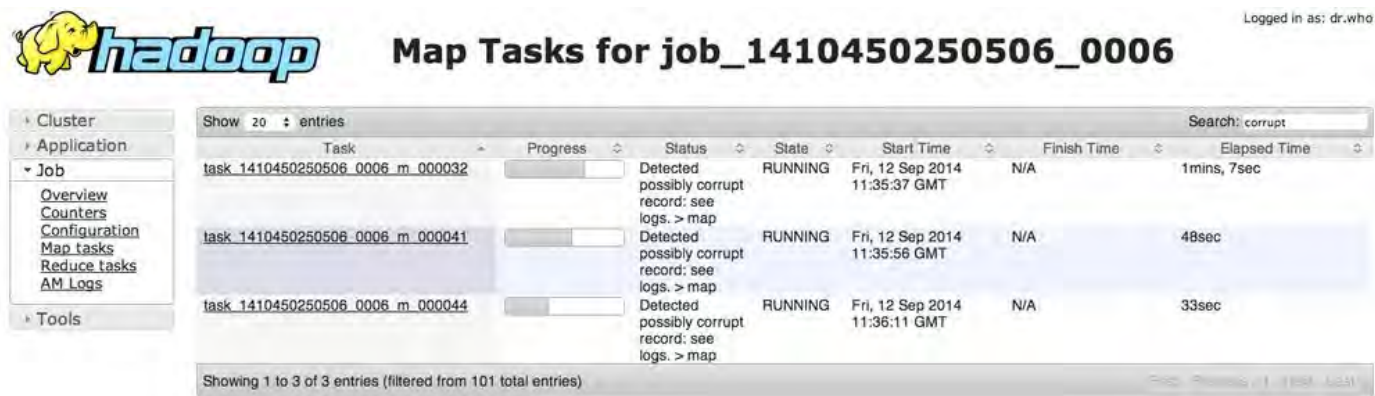 Logged in as: dr.who
hadoop
Map Tasks for job_1410450250506_0006
Cluster
Application
Job
Overview
Counters
Configuration
Map tasks
Reduce tasks
AM Logs
Tools
Show 20 entries
Search: corrupt
Task Progress Status State Start Time Finish Time Elapsed Time
task_1410450250506_0006_m_000032 Detected RUNNING Fri, 12 Sep 2014 N/A 1mins, 7sec
possibly corrupt 11:35:37 GMT
record: see
logs. > map
task_1410450250506_0006_m_000041 Detected RUNNING Fri, 12 Sep 2014 N/A 48sec
possibly corrupt 11:35:56 GMT
record: see
logs. > map
task_1410450250506_0006_m_000044 Detected RUNNING Fri, 12 Sep 2014 N/A 33sec
possibly corrupt 11:36:11 GMT
record: see
logs. > map
Showing 1 to 3 of 3 entries (filtered from 101 total entries)
First Previous 1 Next Last